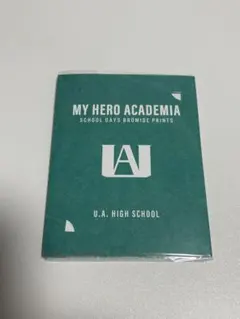 MY HERO ACADEMIA
SCHOOL DAYS BROMIDE PRINTS
UA
U.A. HIGH SCHOOL